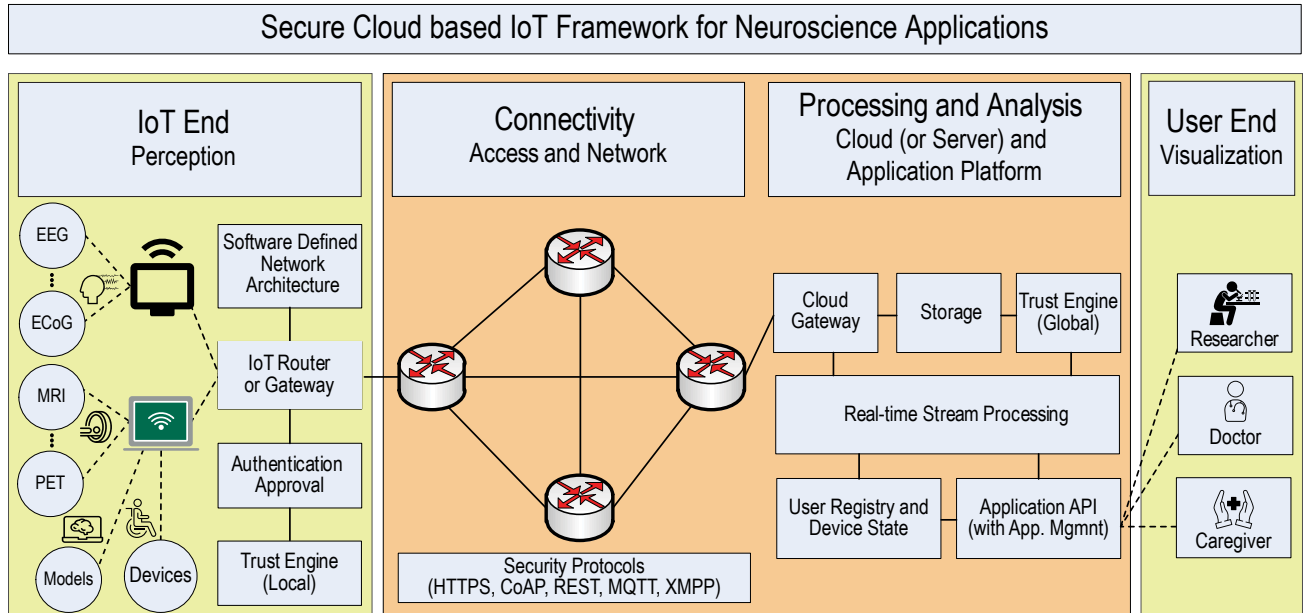 Secure Cloud based IoT Framework for Neuroscience Applications
IoT End
Perception
EEG
ECoG
MRI
PET
Models
Devices
Software Defined
Network
Architecture
IoT Router
or Gateway
Authentication
Approval
Trust Engine
(Local)
Connectivity
Access and Network
Security Protocols
(HTTPS, CoAP, REST, MQTT, XMPP)
Processing and Analysis
Cloud (or Server) and
Application Platform
Cloud
Gateway
Storage
Trust Engine
(Global)
Real-time Stream Processing
User Registry and
Device State
Application API
(with App. Mgmnt)
User End
Visualization
Researcher
Doctor
Caregiver